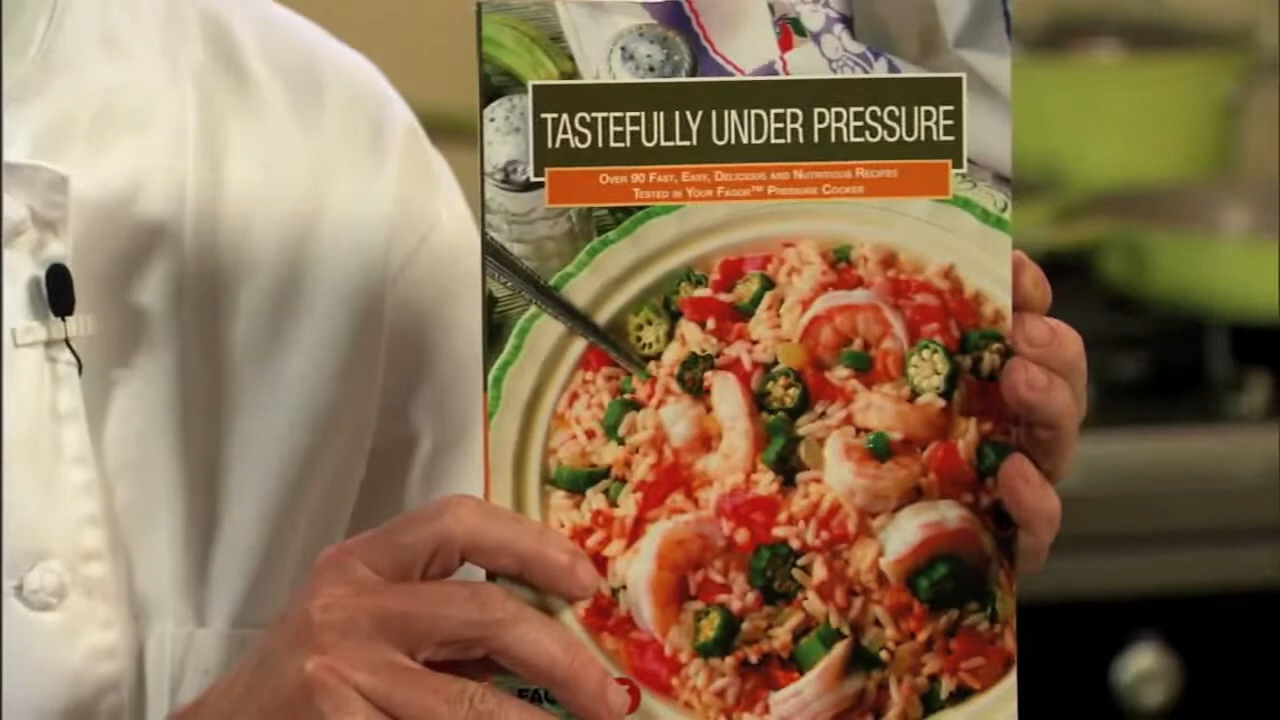 TASTEFULLY UNDER PRESSURE
OVER 90 FAST, EASY, DELICIOUS AND NUTRITIOUS RECIPES
TESTED IN YOUR FAGOR™ PRESSURE COOKER